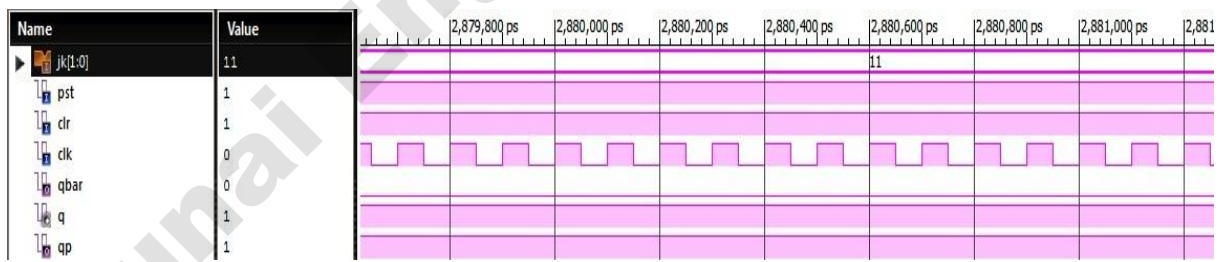 Name Value 2,879,800 ps 2,880,000 ps 2,880,200 ps 2,880,400 ps 2,880,600 ps 2,880,800 ps 2,881,000 ps 2,881
jk[1:0] 11 11
pst 1
clr 1
clk 0
qbar 0
q 1
qp 1